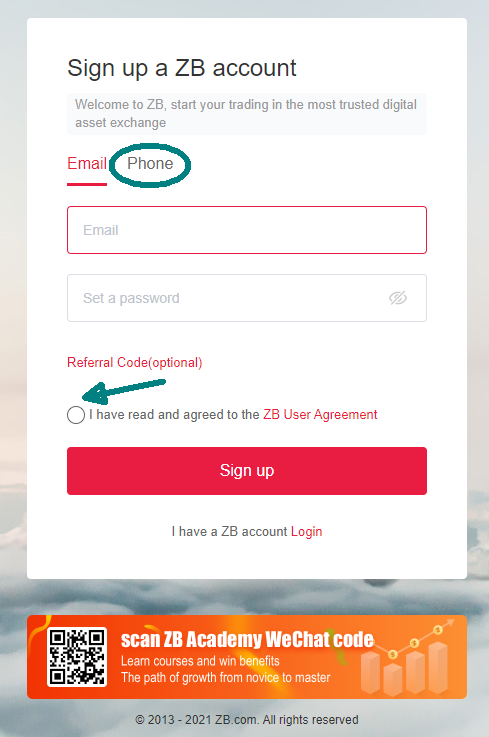 Sign up a ZB account
Welcome to ZB, start your trading in the most trusted digital
asset exchange
Email Phone
Email
Set a password
Referral Code(optional)
I have read and agreed to the ZB User Agreement
Sign up
I have a ZB account Login
scan ZB Academy WeChat code
Learn courses and win benefits
The path of growth from novice to master
© 2013 - 2021 ZB.com. All rights reserved